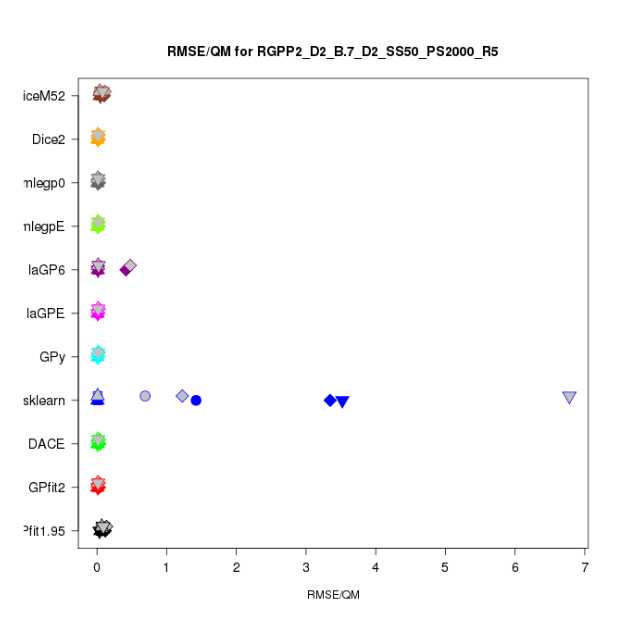 RMSE/QM for RGPP2_D2_B.7_D2_SS50_PS2000_R5
iceM52
Dice2
mlegp0
mlegpE
laGP6
laGPE
GPy
sklearn
DACE
GPfit2
Pfit1.95
0 1 2 3 4 5 6 7
RMSE/QM